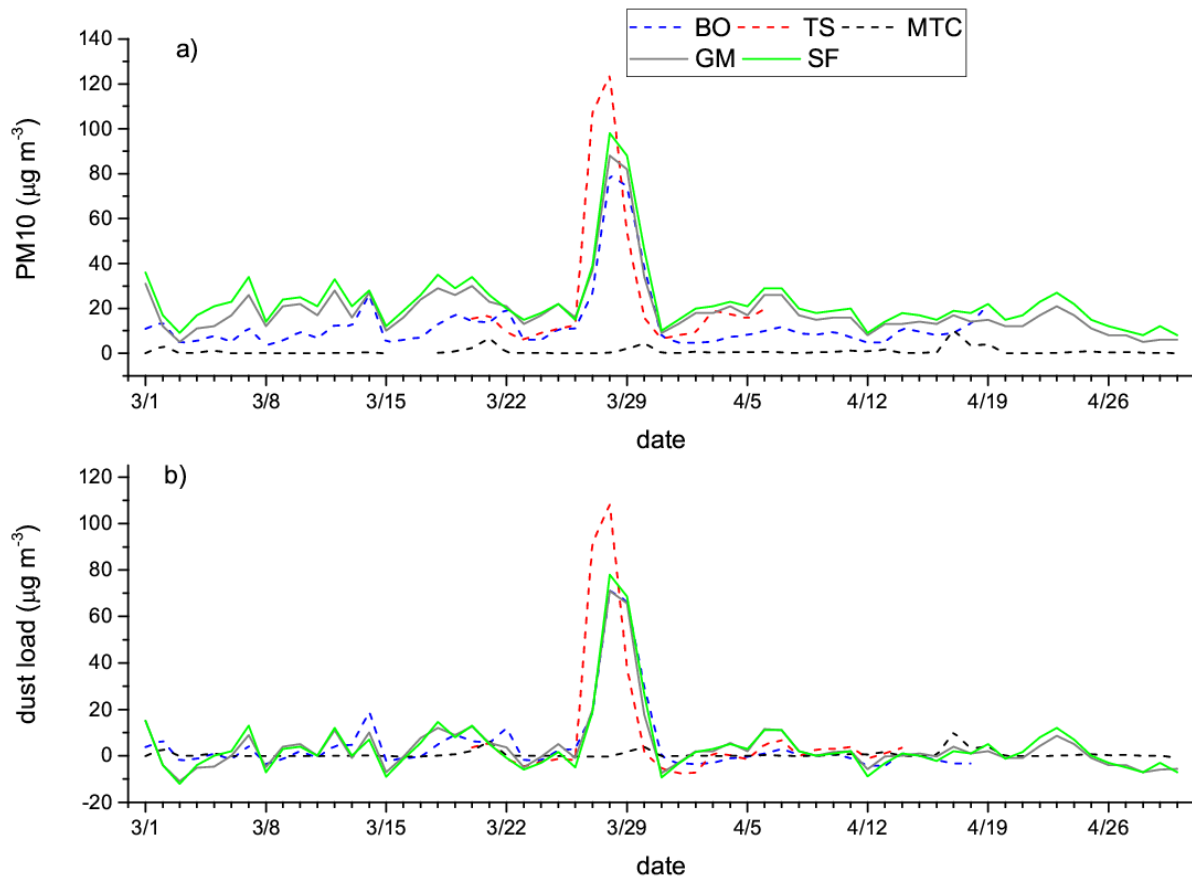 BO TS MTC
GM SF
a)
140
120
100
80
60
40
20
0
PM10 (µg m-3)
3/1 3/8 3/15 3/22 3/29 4/5 4/12 4/19 4/26
date
b)
120
100
80
60
40
20
0
-20
dust load (µg m-3)
3/1 3/8 3/15 3/22 3/29 4/5 4/12 4/19 4/26
date